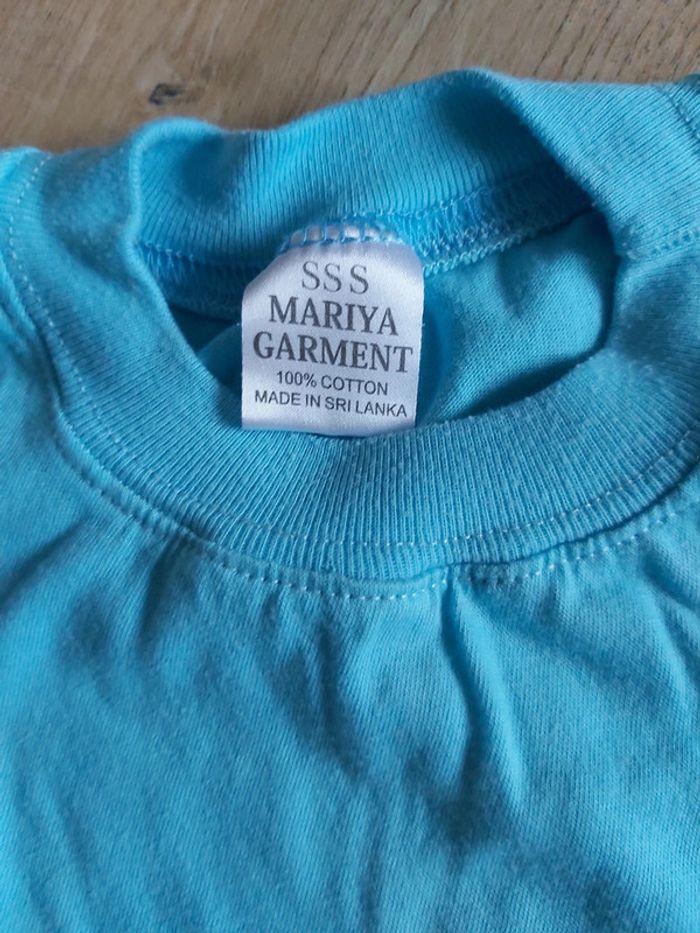 SSS
MARIYA
GARMENT
100% COTTON
MADE IN SRI LANKA